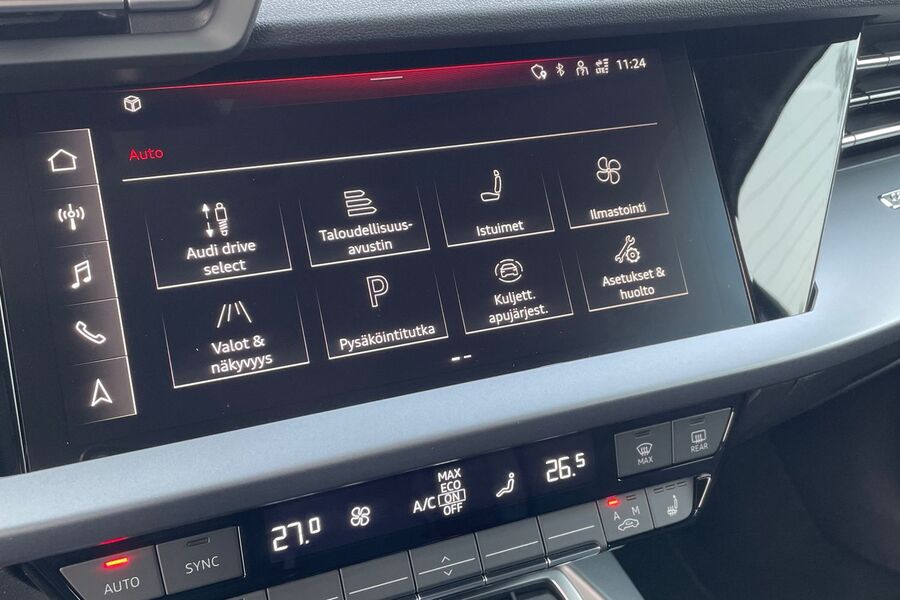 LTE 11:24
Auto
Audi drive
select
Taloudellisuus-
avustin
Istuimet
Ilmastointi
Valot &
näkyvyys
P
Pysäköintitutka
Kuljett.
apujärjest.
Asetukset &
huolto
MAX
REAR
27.0
A/C
MAX
ECO
ON
OFF
26.5
AUTO
SYNC
A M